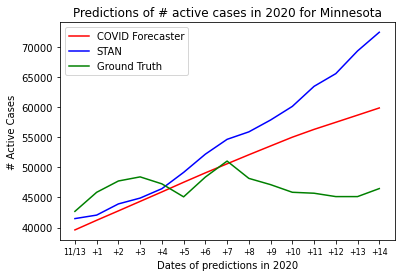 Predictions of # active cases in 2020 for Minnesota
COVID Forecaster
STAN
Ground Truth
# Active Cases
70000
65000
60000
55000
50000
45000
40000
11/13 +1 +2 +3 +4 +5 +6 +7 +8 +9 +10 +11 +12 +13 +14
Dates of predictions in 2020